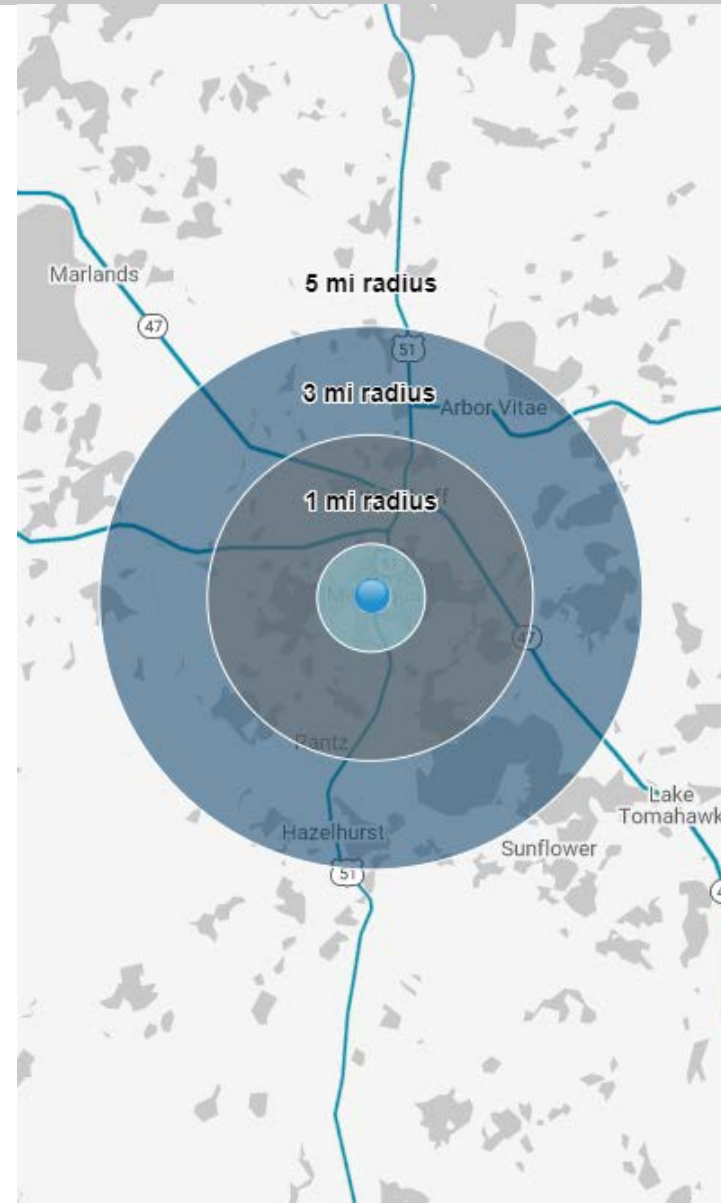 Marlands
5 mi radius
47
51
3 mi radius
Arbor Vitae
1 mi radius
47
Rantz
Lake
Tomahawk
Hazelhurst
Sunflower
51